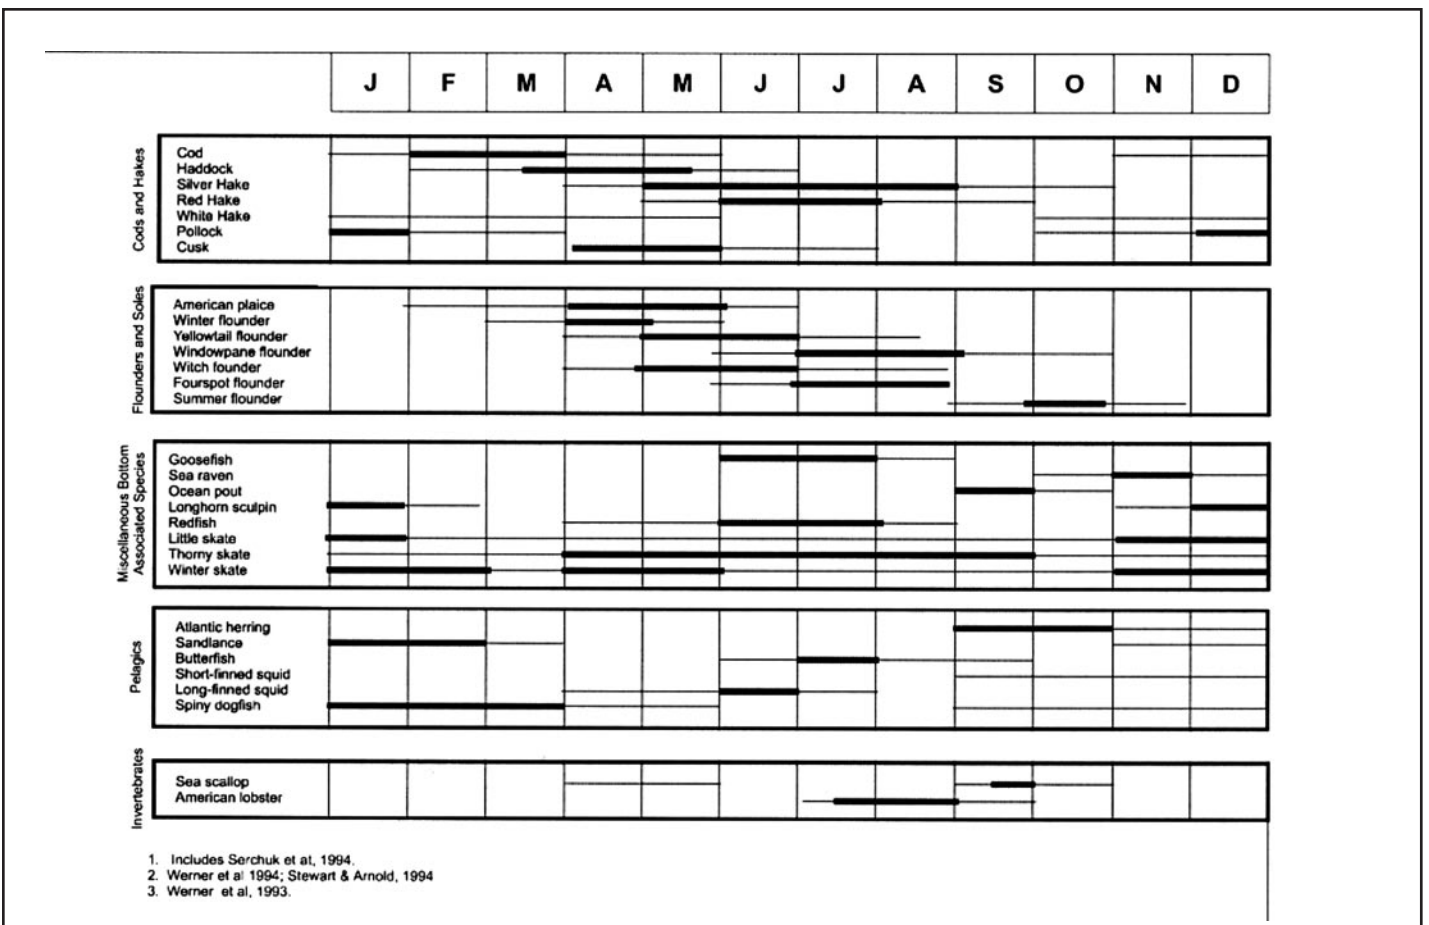 J F M A M J J A S O N D
Cods and Hakes
Cod
Haddock
Silver Hake
Red Hake
White Hake
Pollock
Cusk
Flounders and Soles
American plaice
Winter flounder
Yellowtail flounder
Windowpane flounder
Witch founder
Fourspot flounder
Summer flounder
Miscellaneous Bottom
Associated Species
Goosefish
Sea raven
Ocean pout
Longhorn sculpin
Redfish
Little skate
Thorny skate
Winter skate
Pelagics
Atlantic herring
Sandlance
Butterfish
Short-finned squid
Long-finned squid
Spiny dogfish
Invertebrates
Sea scallop
American lobster
1. Includes Serchuk et at, 1994.
2. Werner et al 1994; Stewart & Arnold, 1994
3. Werner et al, 1993.